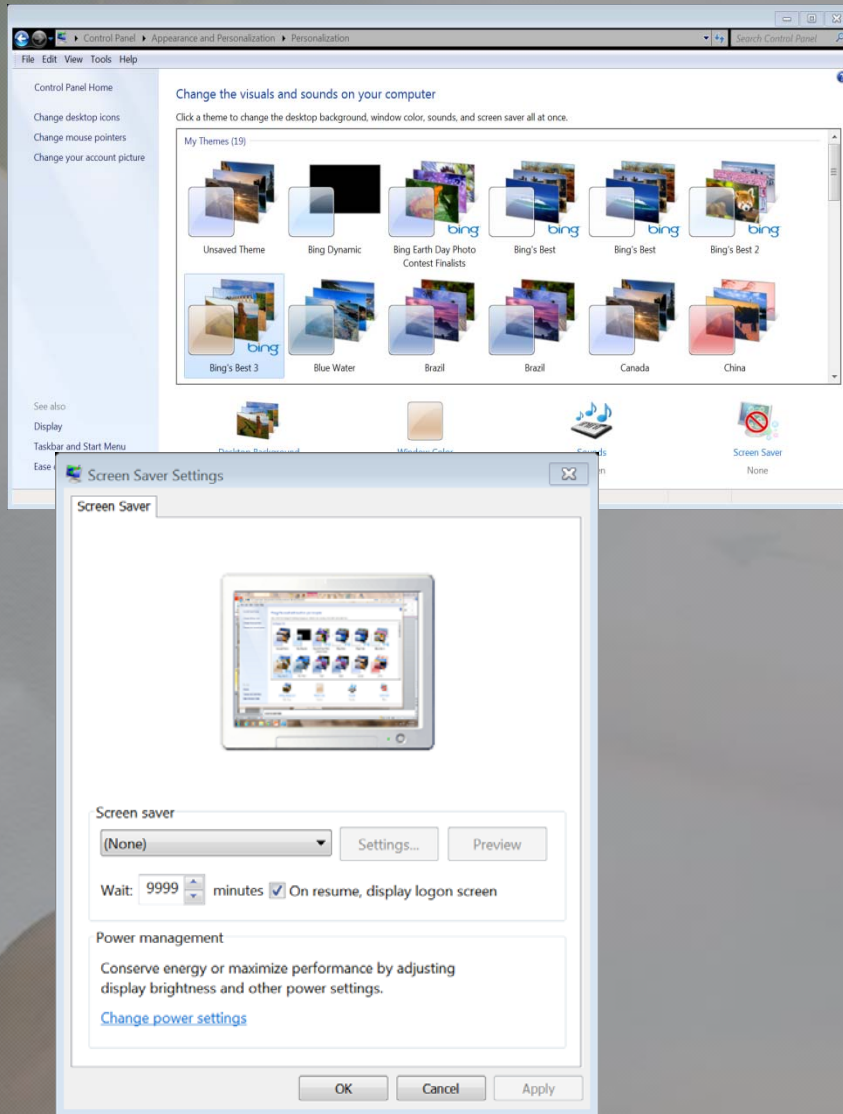 Control Panel ▸ Appearance and Personalization ▸ Personalization
Search Control Panel
File Edit View Tools Help
Control Panel Home
Change desktop icons
Change mouse pointers
Change your account picture
Change the visuals and sounds on your computer
Click a theme to change the desktop background, window color, sounds, and screen saver all at once.
My Themes (19)
bing bing bing bing
Unsaved Theme Bing Dynamic Bing Earth Day Photo Contest Finalists Bing's Best Bing's Best Bing's Best 2
bing
Bing's Best 3 Blue Water Brazil Brazil Canada China
See also
Display
Taskbar and Start Menu
Ease
Desktop Background Window Color Screen Saver
None
Screen Saver Settings
Screen Saver
Screen saver
(None) Settings... Preview
Wait: 9999 minutes On resume, display logon screen
Power management
Conserve energy or maximize performance by adjusting
display brightness and other power settings.
Change power settings
OK Cancel Apply